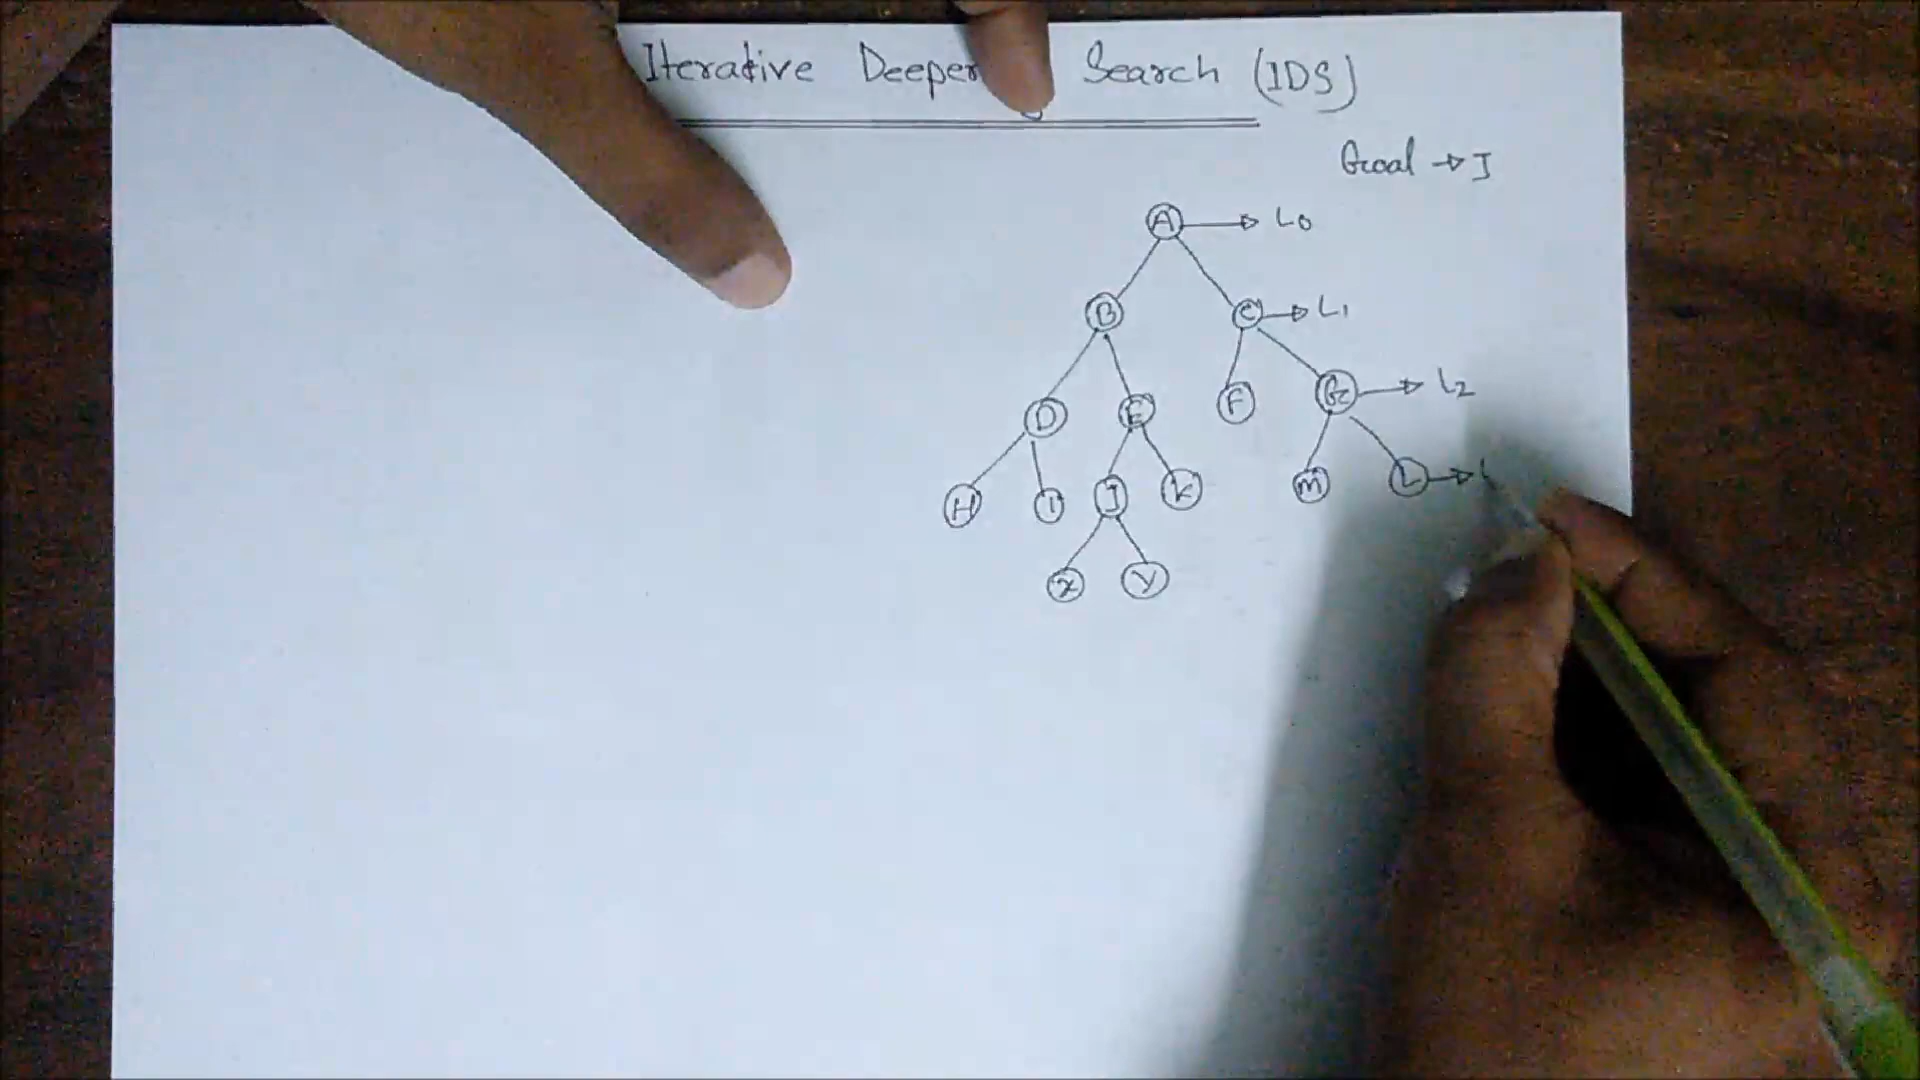 Iterative Deepen Search (IDS)
Goal → J
A → L0
B C → L1
D E F G → L2
H I J K M L →
X Y